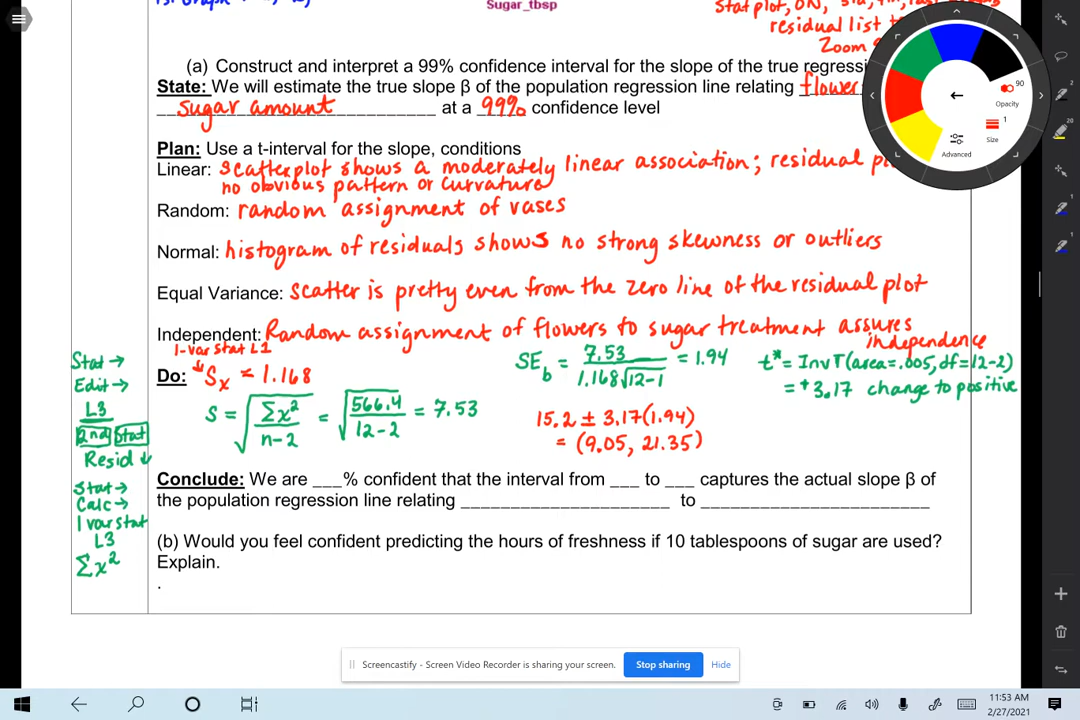 Sugar_tbsp
Stat plot, ON,
residual list
Zoom
(a) Construct and interpret a 99% confidence interval for the slope of the true regressi
State: We will estimate the true slope β of the population regression line relating flower
sugar amount at a 99% confidence level
Plan: Use a t-interval for the slope, conditions
Linear: scatterplot shows a moderately linear association; residual p
no obvious pattern or curvature
Random: random assignment of vases
Normal: histogram of residuals shows no strong skewness or outliers
Equal Variance: scatter is pretty even from the zero line of the residual plot
Independent: Random assignment of flowers to sugar treatment assures
independence
1-var stat L1
Do: Sx = 1.168
S = √(Σx²/(n-2)) = √(566.4/(12-2)) = 7.53
SEb = 7.53/(1.168√(12-1)) = 1.94
t* = InvT(area=.005, df=12-2)
= +3.17 change to positive
15.2 ± 3.17(1.94)
= (9.05, 21.35)
Stat →
Edit →
L3
2nd Stat
Resid ↓
Stat →
Calc →
1 var stat
L3
Σx²
Conclude: We are ___% confident that the interval from ___ to ___ captures the actual slope β of
the population regression line relating _____________________ to _______________________
(b) Would you feel confident predicting the hours of freshness if 10 tablespoons of sugar are used?
Explain.
.
90
Opacity
1
Size
Advanced
2
20
1
1
Screencastify - Screen Video Recorder is sharing your screen.
Stop sharing
Hide
11:53 AM
2/27/2021